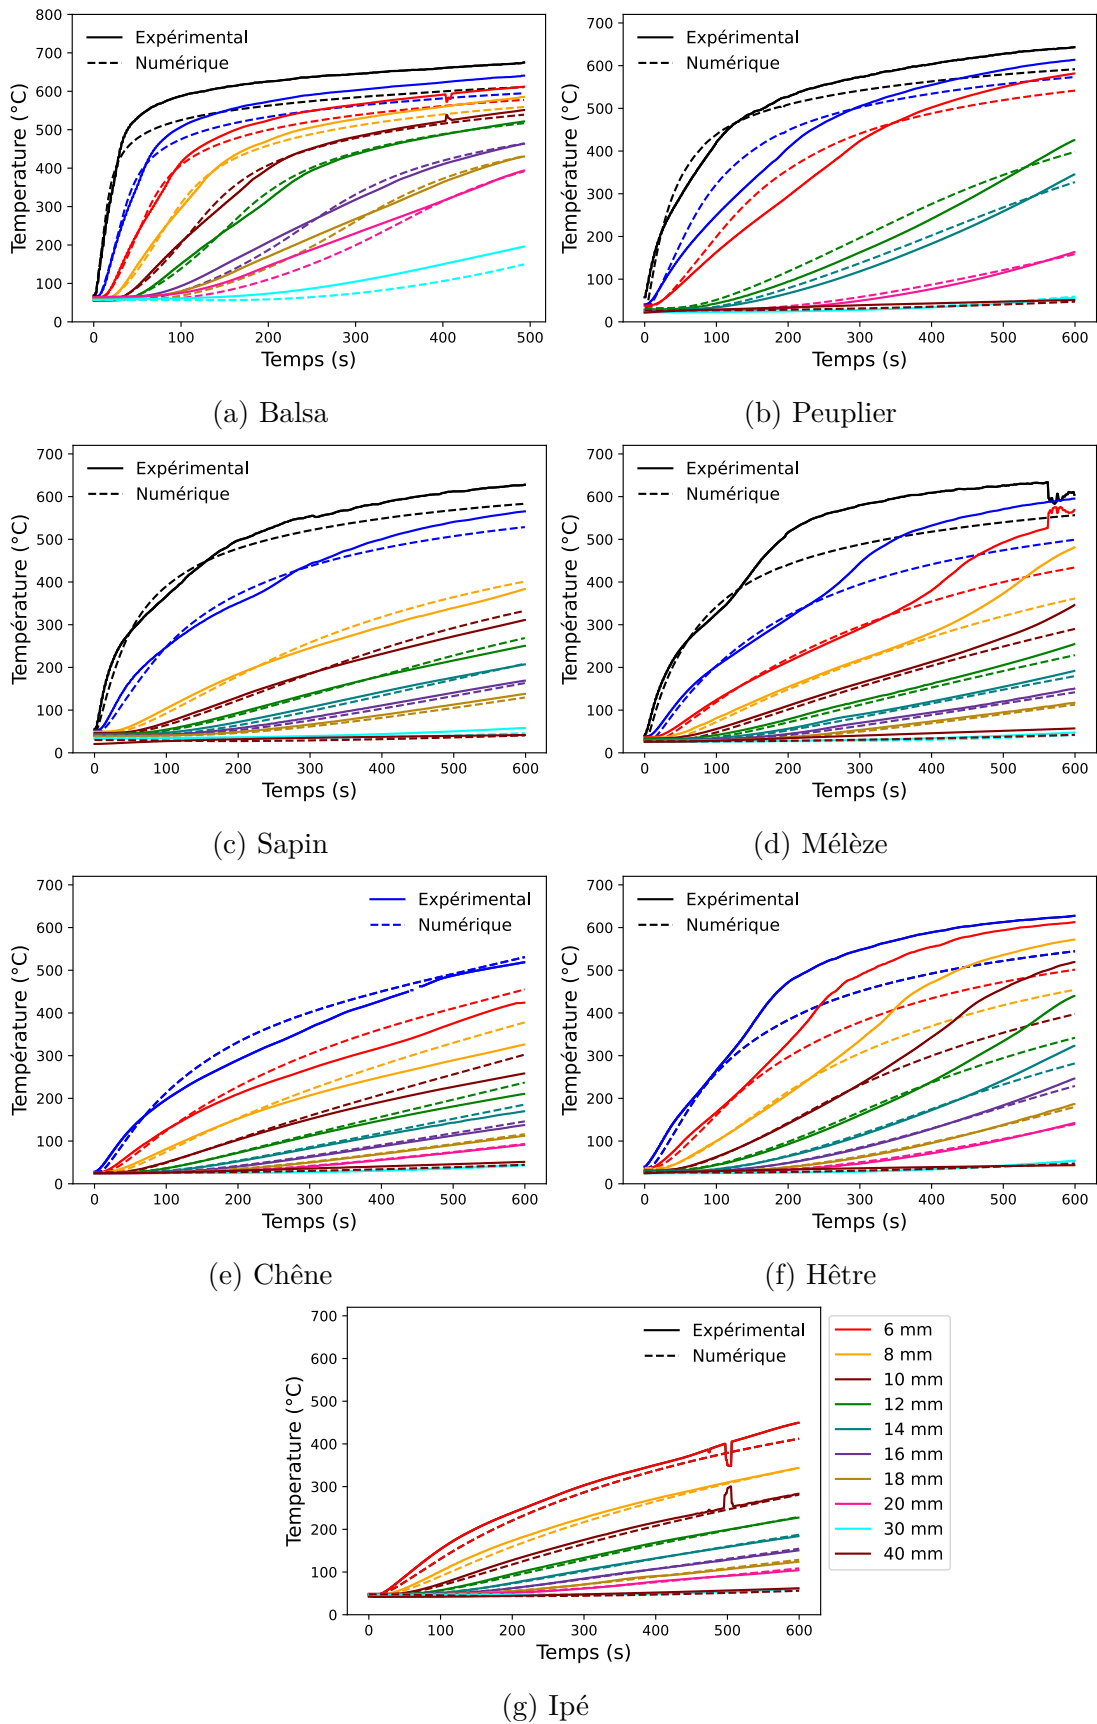 800
700
600
500
400
300
200
100
0
Température (°C)
Expérimental
Numérique
0 100 200 300 400 500
Temps (s)
(a) Balsa
700
600
500
400
300
200
100
0
Température (°C)
Expérimental
Numérique
0 100 200 300 400 500 600
Temps (s)
(b) Peuplier
700
600
500
400
300
200
100
0
Température (°C)
Expérimental
Numérique
0 100 200 300 400 500 600
Temps (s)
(c) Sapin
700
600
500
400
300
200
100
0
Température (°C)
Expérimental
Numérique
0 100 200 300 400 500 600
Temps (s)
(d) Mélèze
700
600
500
400
300
200
100
0
Température (°C)
Expérimental
Numérique
0 100 200 300 400 500 600
Temps (s)
(e) Chêne
700
600
500
400
300
200
100
0
Température (°C)
Expérimental
Numérique
0 100 200 300 400 500 600
Temps (s)
(f) Hêtre
700
600
500
400
300
200
100
0
Temperature (°C)
Expérimental
Numérique
0 100 200 300 400 500 600
Temps (s)
6 mm
8 mm
10 mm
12 mm
14 mm
16 mm
18 mm
20 mm
30 mm
40 mm
(g) Ipé